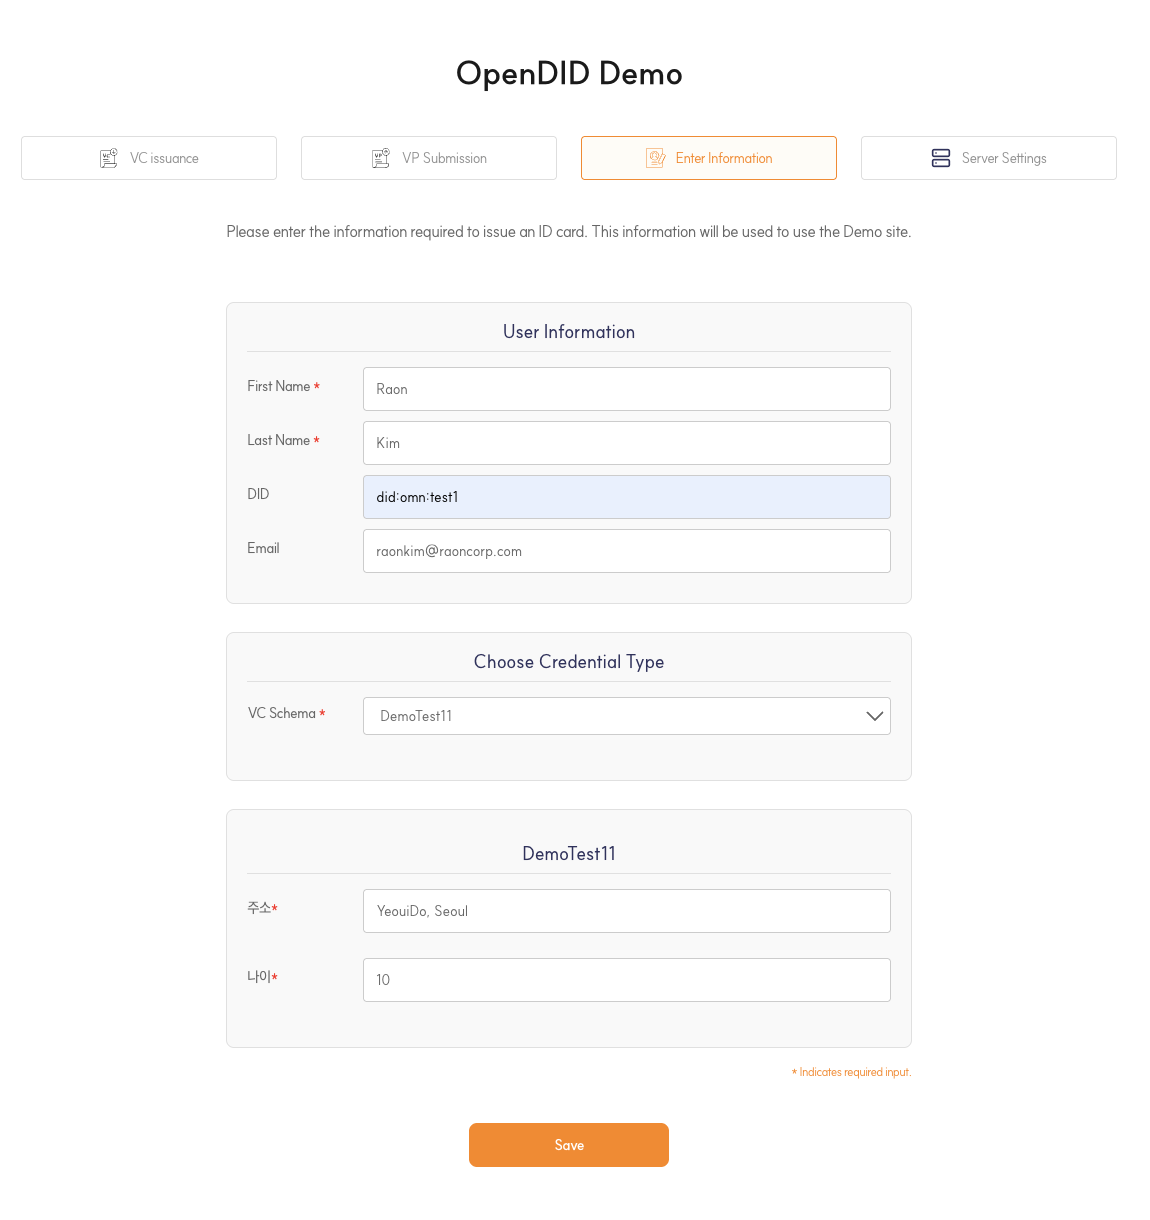 OpenDID Demo
VC issuance
VP Submission
Enter Information
Server Settings
Please enter the information required to issue an ID card. This information will be used to use the Demo site.
User Information
First Name *
Raon
Last Name *
Kim
DID
did:omn:test1
Email
raonkim@raoncorp.com
Choose Credential Type
VC Schema *
DemoTest11
DemoTest11
주소*
YeouiDo, Seoul
나이*
10
* Indicates required input.
Save